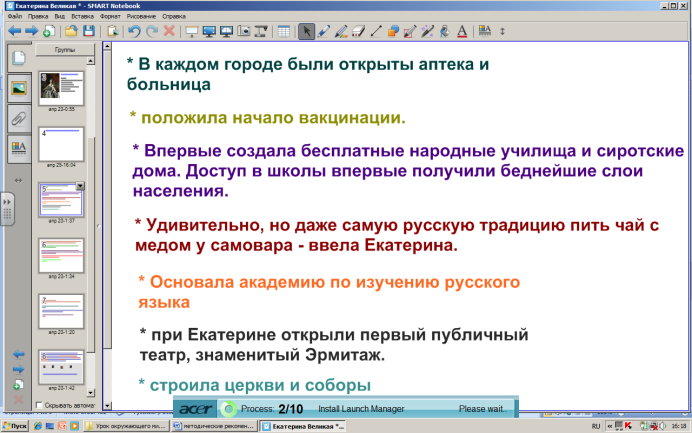 Екатерина Великая * - SMART Notebook
Файл Правка Вид Вставка Формат Рисование Справка
Группы
апр 23-0:55
4
апр 25-16:04
5
апр 23-1:37
6
апр 23-1:34
7
апр 23-1:20
8
апр 23-1:42
Скрывать автомат
* В каждом городе были открыты аптека и
больница
* положила начало вакцинации.
* Впервые создала бесплатные народные училища и сиротские
дома. Доступ в школы впервые получили беднейшие слои
населения.
* Удивительно, но даже самую русскую традицию пить чай с
медом у самовара - ввела Екатерина.
* Основала академию по изучению русского
языка
* при Екатерине открыли первый публичный
театр, знаменитый Эрмитаж.
* строила церкви и соборы
acer Process: 2/10 Install Launch Manager Please wait.
Пуск Урок окружающего ми... методические рекомен... Екатерина Великая *... RU 16:18